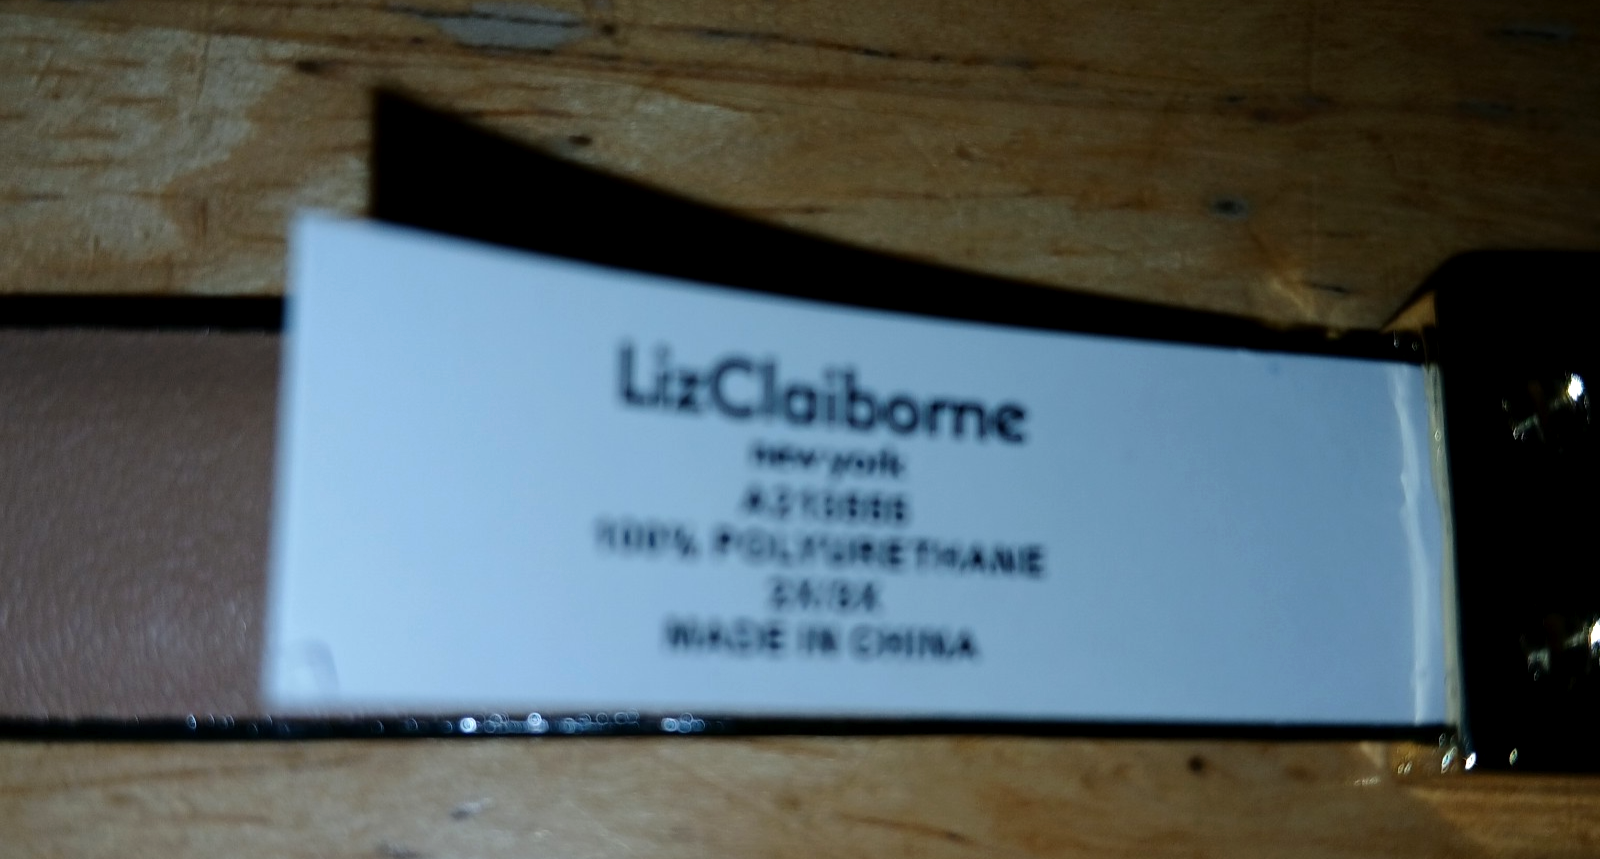 LizClaiborne
new york
100% POLYURETHANE
MADE IN CHINA